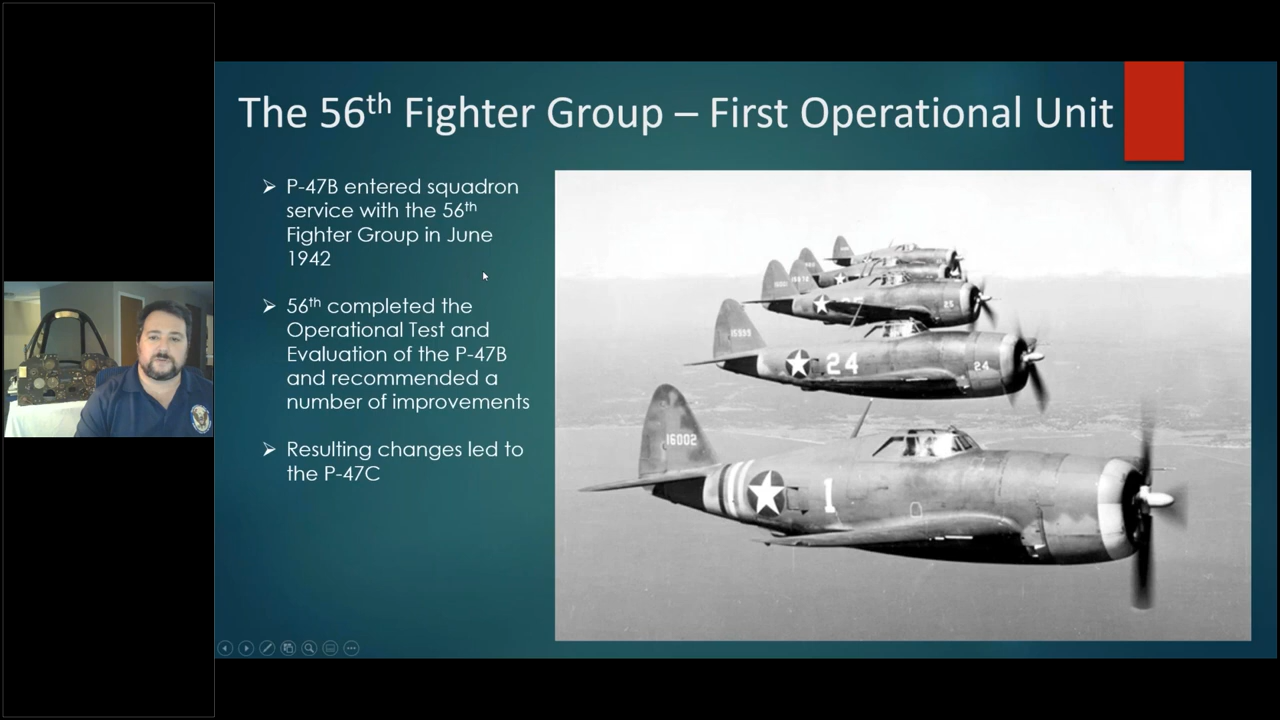 The 56th Fighter Group – First Operational Unit
➢ P-47B entered squadron
service with the 56th
Fighter Group in June
1942
➢ 56th completed the
Operational Test and
Evaluation of the P-47B
and recommended a
number of improvements
➢ Resulting changes led to
the P-47C
15955
24
24
25
16002
1